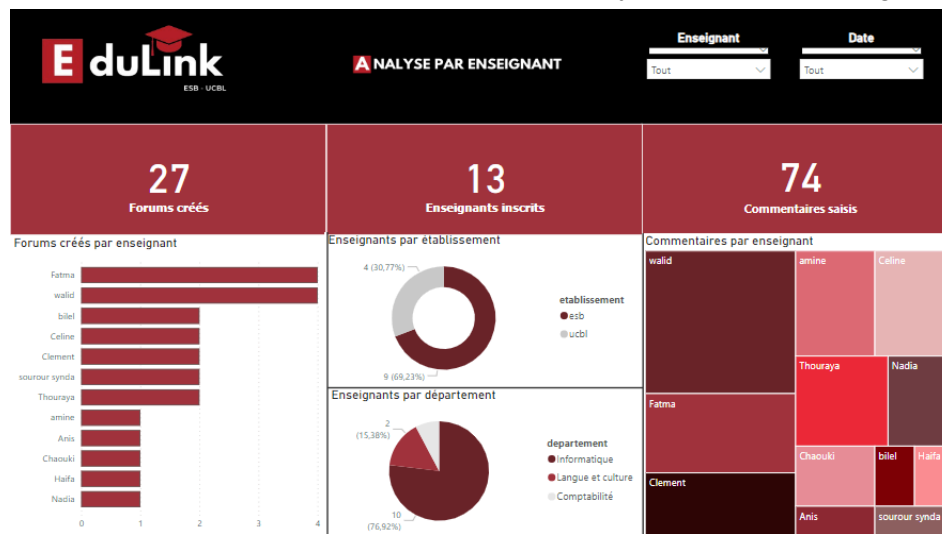 EduLink
ESB - UCBL
ANALYSE PAR ENSEIGNANT
Enseignant
Tout
Date
Tout
27
Forums créés
13
Enseignants inscrits
74
Commentaires saisis
Forums créés par enseignant
Fatma
walid
bilel
Celine
Clement
sourour synda
Thouraya
amine
Anis
Chaouki
Haifa
Nadia
0 1 2 3 4
Enseignants par établissement
4 (30,77%)
9 (69,23%)
etablissement
esb
ucbl
Enseignants par département
2
(15,38%)
10
(76,92%)
departement
Informatique
Langue et culture
Comptabilité
Commentaires par enseignant
walid
amine
Celine
Thouraya
Nadia
Fatma
Chaouki
bilel
Haifa
Clement
Anis
sourour synda